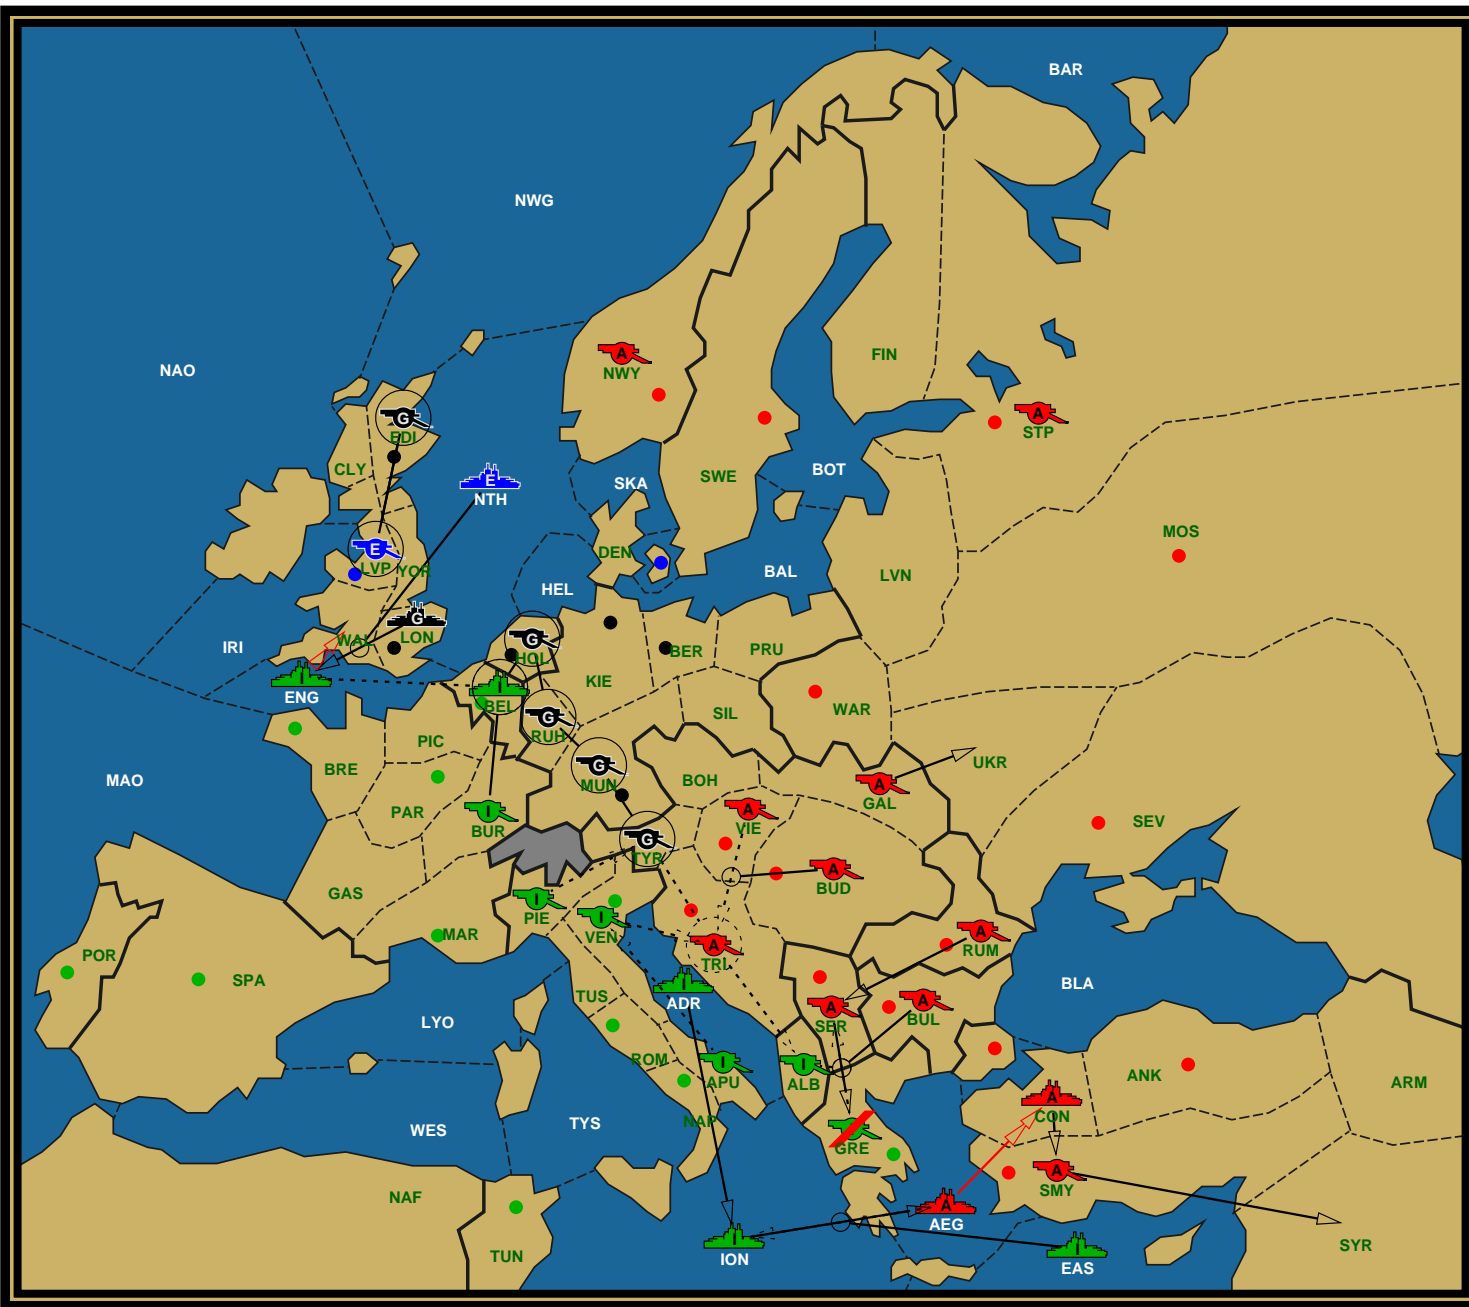 BAR
NWG
NAO
FIN
A
NWY
A
STP
G
EDI
CLY
E
NTH
SKA
SWE
BOT
MOS
E
LVP
YOR
DEN
HEL
BAL
LVN
IRI
WAL
G
LON
G
HOL
BER
PRU
I
ENG
I
BEL
KIE
SIL
WAR
G
RUH
PIC
BRE
MAO
G
MUN
BOH
A
GAL
UKR
PAR
I
BUR
A
VIE
SEV
G
TYR
A
BUD
GAS
I
PIE
I
VEN
MAR
POR
SPA
A
TRI
A
RUM
BLA
TUS
I
ADR
A
SER
A
BUL
LYO
ROM
I
APU
I
ALB
ANK
ARM
A
CON
WES
TYS
NAP
I
GRE
A
SMY
NAF
A
AEG
TUN
I
ION
I
EAS
SYR